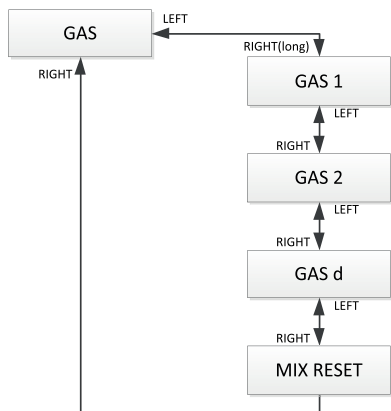 LEFT
GAS
RIGHT(long)
RIGHT
GAS 1
LEFT
RIGHT
GAS 2
LEFT
RIGHT
GAS d
LEFT
RIGHT
MIX RESET